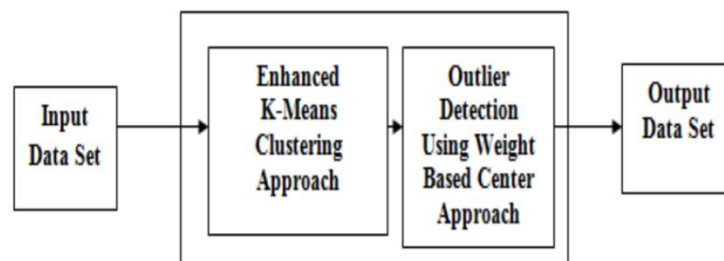 Input
Data Set
Enhanced
K-Means
Clustering
Approach
Outlier
Detection
Using Weight
Based Center
Approach
Output
Data Set